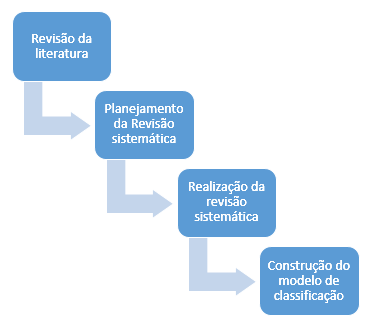 Revisão da
literatura
Planejamento
da Revisão
sistemática
Realização da
revisão
sistemática
Construção do
modelo de
classificação